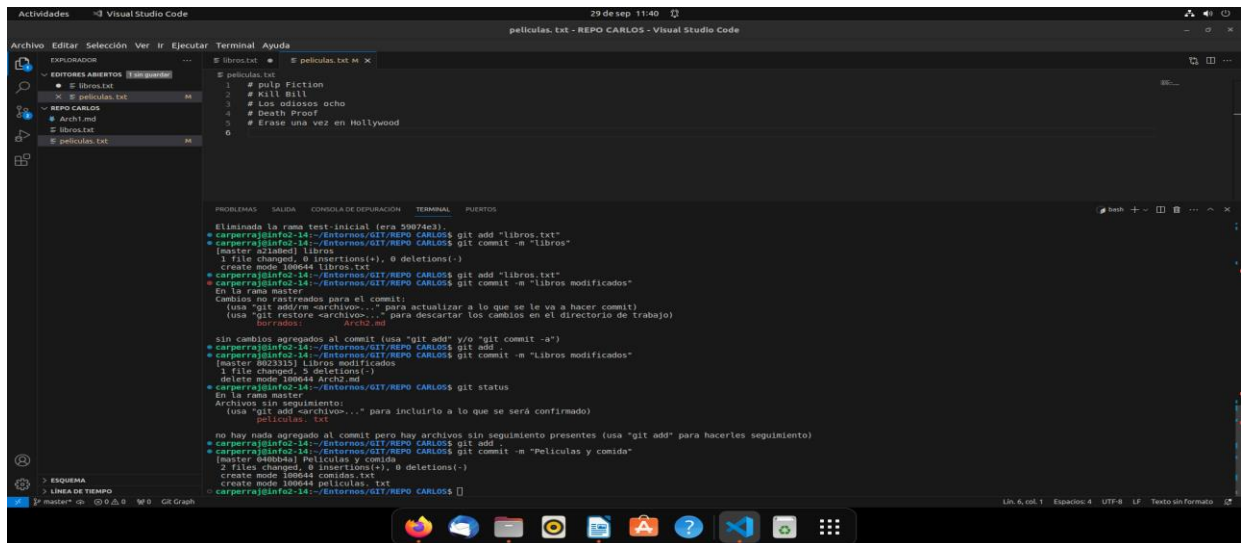 Actividades Visual Studio Code
29 de sep 11:40
peliculas. txt - REPO CARLOS - Visual Studio Code
Archivo Editar Selección Ver Ir Ejecutar Terminal Ayuda
EXPLORADOR
EDITORES ABIERTOS 1 sin guardar
libros.txt
peliculas. txt M
REPO CARLOS
Arch1.md
libros.txt
peliculas. txt M
ESQUEMA
LÍNEA DE TIEMPO
libros.txt peliculas. txt M
peliculas. txt
1 # pulp Fiction
2 # Kill Bill
3 # Los odiosos ocho
4 # Death Proof
5 # Erase una vez en Hollywood
6
PROBLEMAS SALIDA CONSOLA DE DEPURACIÓN TERMINAL PUERTOS
bash
Eliminada la rama test-inicial (era 59074e3).
carperraj@info2-14:~/Entornos/GIT/REPO CARLOS$ git add "libros.txt"
carperraj@info2-14:~/Entornos/GIT/REPO CARLOS$ git commit -m "libros"
[master a21a8ed] libros
1 file changed, 0 insertions(+), 0 deletions(-)
create mode 100644 libros.txt
carperraj@info2-14:~/Entornos/GIT/REPO CARLOS$ git add "libros.txt"
carperraj@info2-14:~/Entornos/GIT/REPO CARLOS$ git commit -m "libros modificados"
En la rama master
Cambios no rastreados para el commit:
(usa "git add/rm <archivo>..." para actualizar a lo que se le va a hacer commit)
(usa "git restore <archivo>..." para descartar los cambios en el directorio de trabajo)
borrados: Arch2.md
sin cambios agregados al commit (usa "git add" y/o "git commit -a")
carperraj@info2-14:~/Entornos/GIT/REPO CARLOS$ git add .
carperraj@info2-14:~/Entornos/GIT/REPO CARLOS$ git commit -m "Libros modificados"
[master 8023315] Libros modificados
1 file changed, 5 deletions(-)
delete mode 100644 Arch2.md
carperraj@info2-14:~/Entornos/GIT/REPO CARLOS$ git status
En la rama master
Archivos sin seguimiento:
(usa "git add <archivo>..." para incluirlo a lo que se será confirmado)
peliculas. txt
no hay nada agregado al commit pero hay archivos sin seguimiento presentes (usa "git add" para hacerles seguimiento)
carperraj@info2-14:~/Entornos/GIT/REPO CARLOS$ git add .
carperraj@info2-14:~/Entornos/GIT/REPO CARLOS$ git commit -m "Peliculas y comida"
[master 040bb4a] Peliculas y comida
2 files changed, 0 insertions(+), 0 deletions(-)
create mode 100644 comidas.txt
create mode 100644 peliculas. txt
carperraj@info2-14:~/Entornos/GIT/REPO CARLOS$
master* 0 0 0 Git Graph
Lín. 6, col. 1 Espacios: 4 UTF-8 LF Texto sin formato